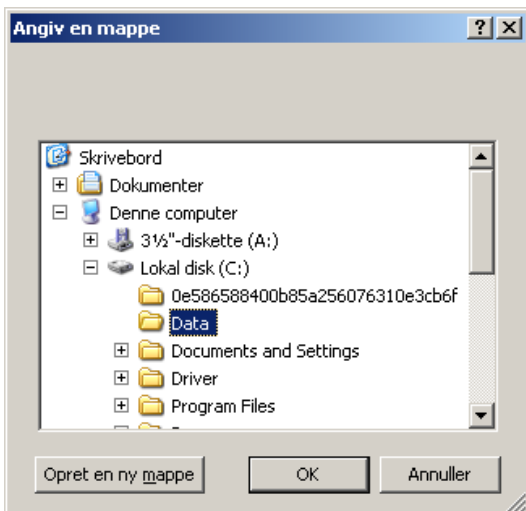 Angiv en mappe
Skrivebord
Dokumenter
Denne computer
3½"-diskette (A:)
Lokal disk (C:)
0e586588400b85a256076310e3cb6f
Data
Documents and Settings
Driver
Program Files
Opret en ny mappe OK Annuller